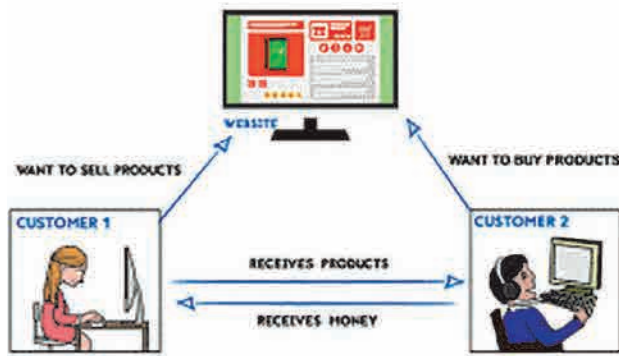 WEBSITE
WANT TO SELL PRODUCTS
WANT TO BUY PRODUCTS
CUSTOMER 1
CUSTOMER 2
RECEIVES PRODUCTS
RECEIVES MONEY